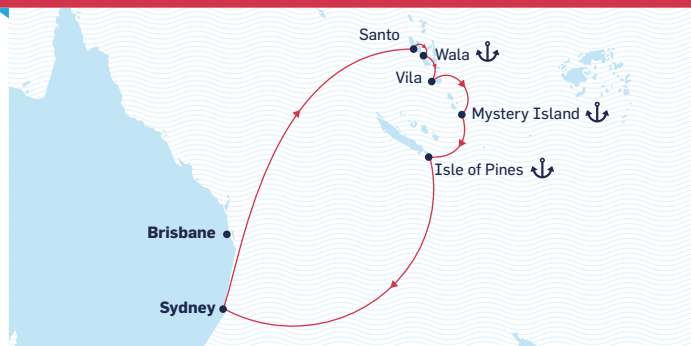 Santo
Wala
Vila
Mystery Island
Isle of Pines
Brisbane
Sydney